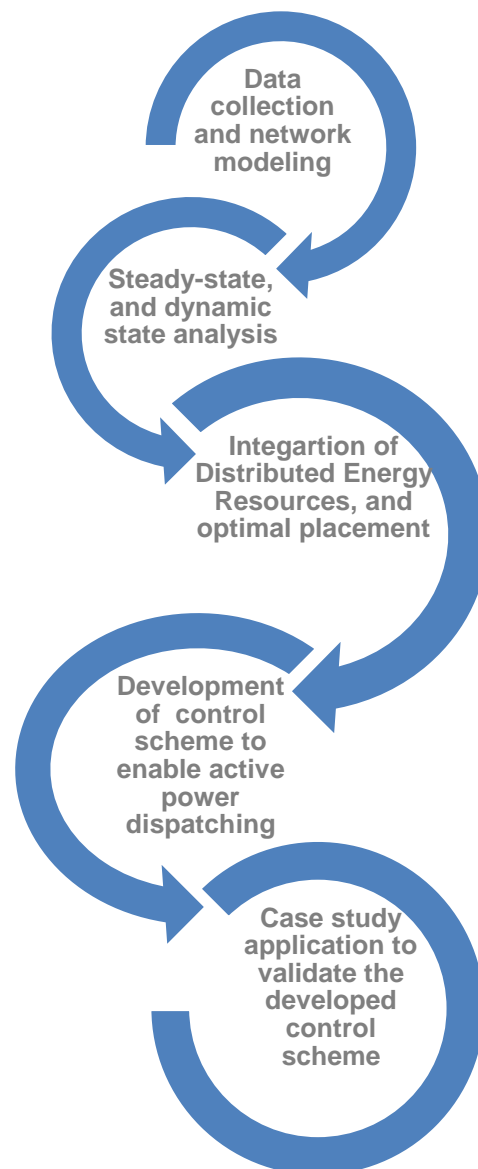 Data
collection
and network
modeling
Steady-state,
and dynamic
state analysis
Integartion of
Distributed Energy
Resources, and
optimal placement
Development
of control
scheme to
enable active
power
dispatching
Case study
application to
validate the
developed
control
scheme